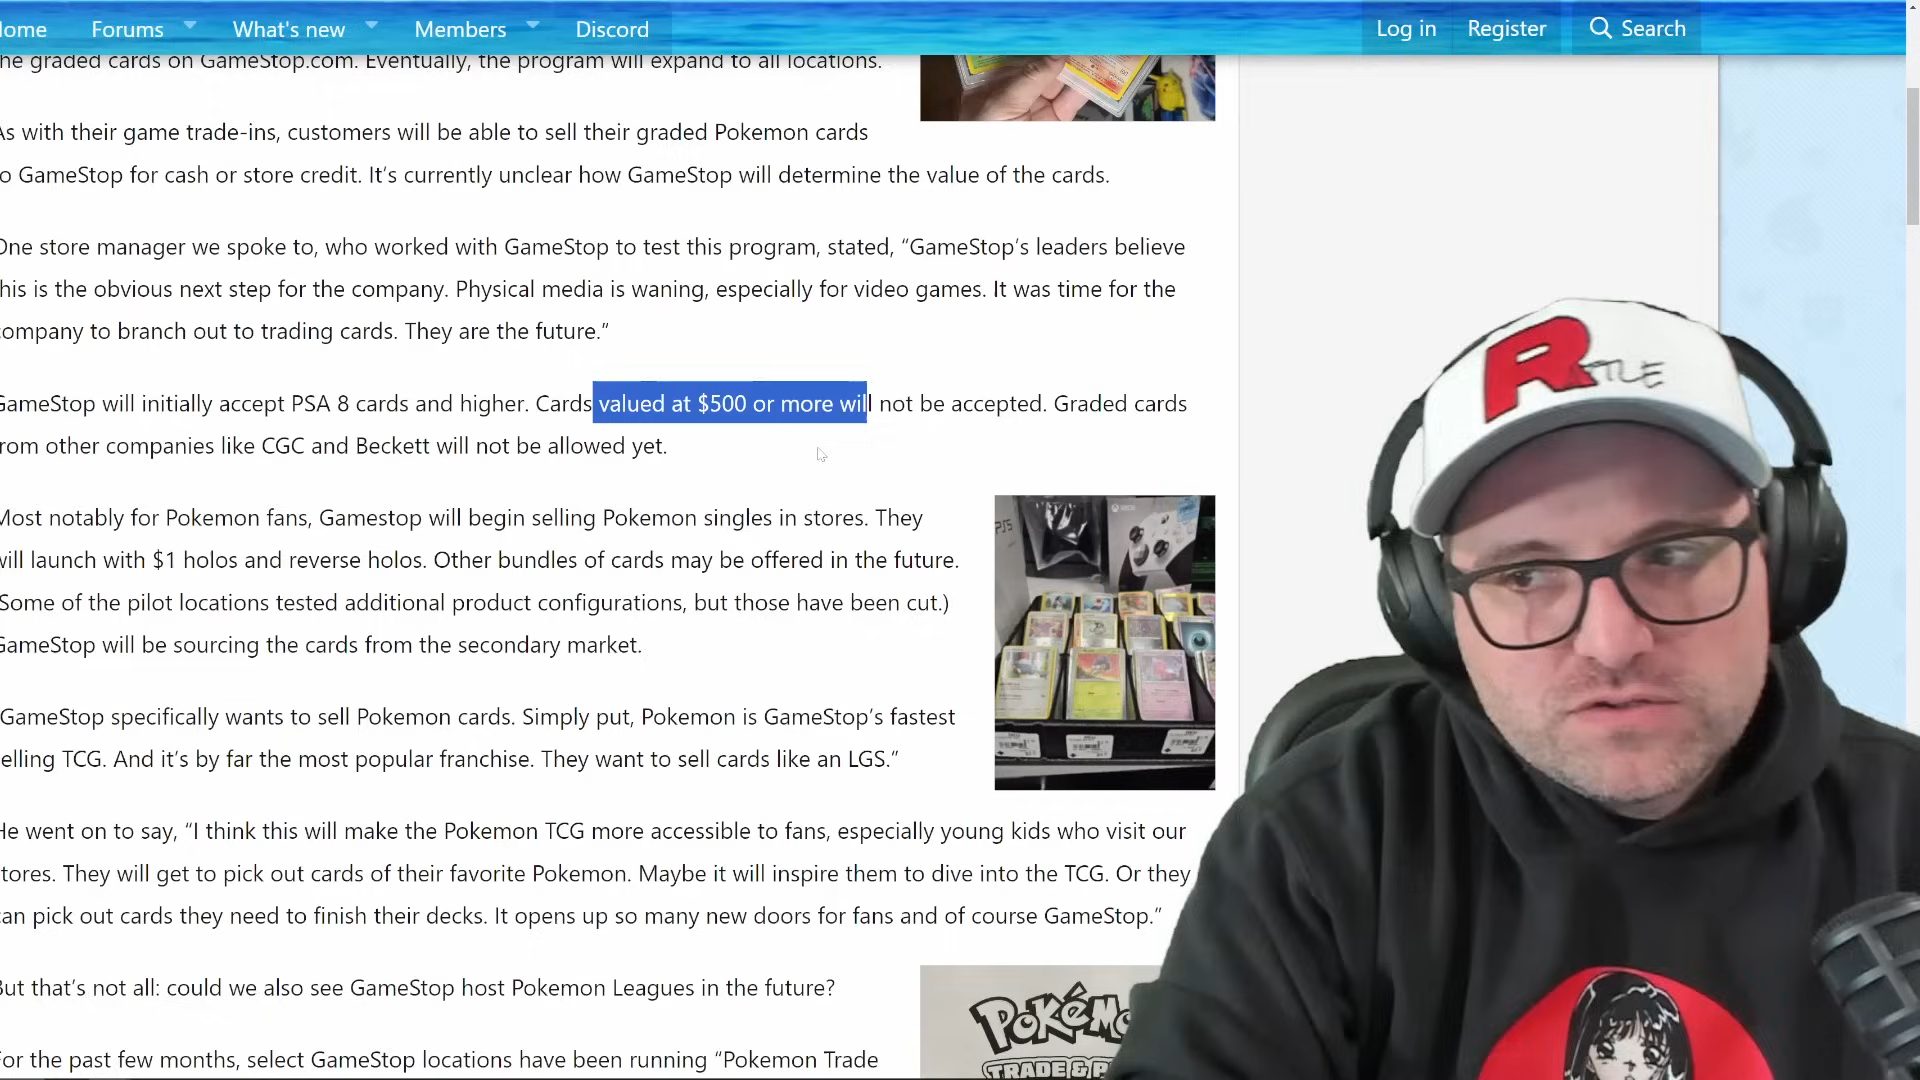 ome Forums What's new Members Discord Log in Register Search
he graded cards on GameStop.com. Eventually, the program will expand to all locations.
As with their game trade-ins, customers will be able to sell their graded Pokemon cards
o GameStop for cash or store credit. It’s currently unclear how GameStop will determine the value of the cards.
One store manager we spoke to, who worked with GameStop to test this program, stated, “GameStop’s leaders believe
his is the obvious next step for the company. Physical media is waning, especially for video games. It was time for the
company to branch out to trading cards. They are the future.”
GameStop will initially accept PSA 8 cards and higher. Cards valued at $500 or more will not be accepted. Graded cards
rom other companies like CGC and Beckett will not be allowed yet.
Most notably for Pokemon fans, Gamestop will begin selling Pokemon singles in stores. They
will launch with $1 holos and reverse holos. Other bundles of cards may be offered in the future.
Some of the pilot locations tested additional product configurations, but those have been cut.)
GameStop will be sourcing the cards from the secondary market.
GameStop specifically wants to sell Pokemon cards. Simply put, Pokemon is GameStop’s fastest
elling TCG. And it’s by far the most popular franchise. They want to sell cards like an LGS.”
He went on to say, “I think this will make the Pokemon TCG more accessible to fans, especially young kids who visit our
tores. They will get to pick out cards of their favorite Pokemon. Maybe it will inspire them to dive into the TCG. Or they
can pick out cards they need to finish their decks. It opens up so many new doors for fans and of course GameStop.”
But that’s not all: could we also see GameStop host Pokemon Leagues in the future?
For the past few months, select GameStop locations have been running “Pokemon Trade
PS5
XBOX
POKéM
TRADE & P
R
TLE